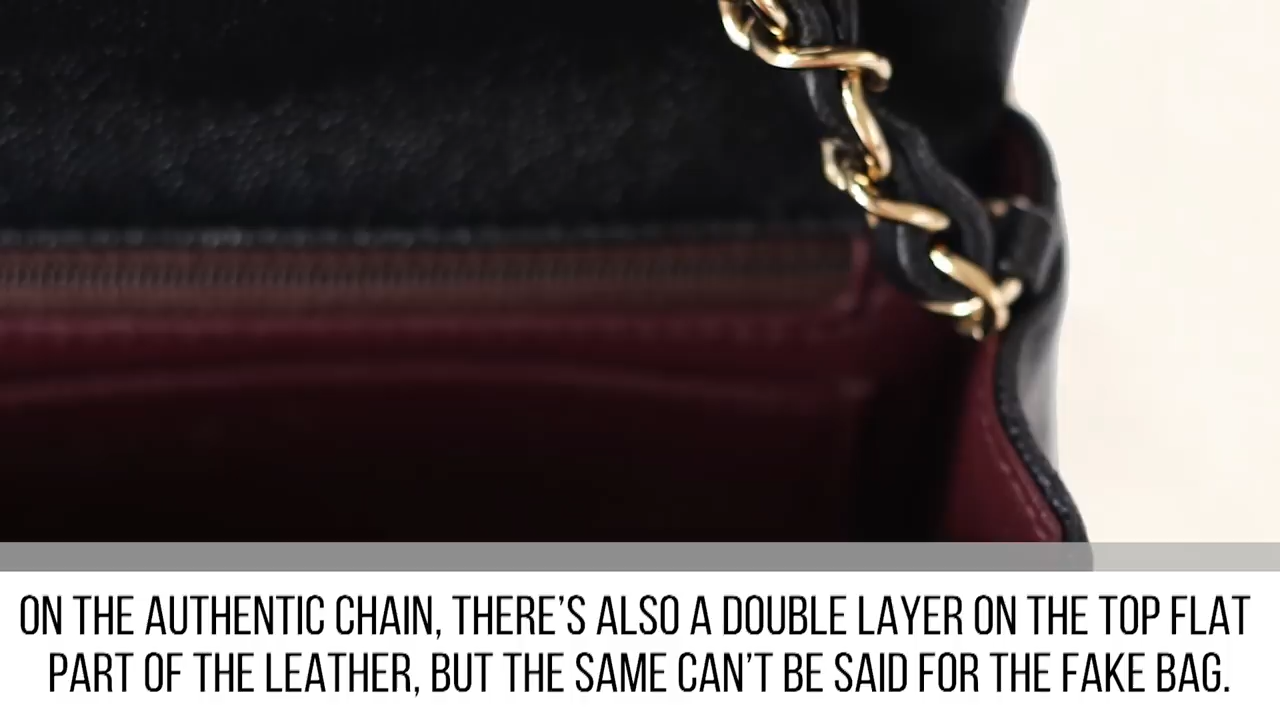 ON THE AUTHENTIC CHAIN, THERE'S ALSO A DOUBLE LAYER ON THE TOP FLAT
PART OF THE LEATHER, BUT THE SAME CAN'T BE SAID FOR THE FAKE BAG.